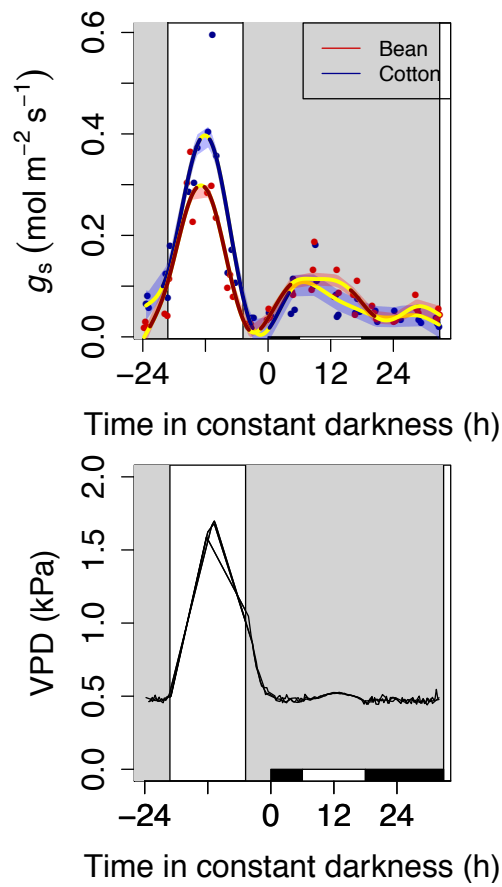 0.6
0.4
0.2
0.0
gs (mol m−2 s−1)
Bean
Cotton
−24 0 12 24
Time in constant darkness (h)
2.0
1.5
1.0
0.5
0.0
VPD (kPa)
−24 0 12 24
Time in constant darkness (h)